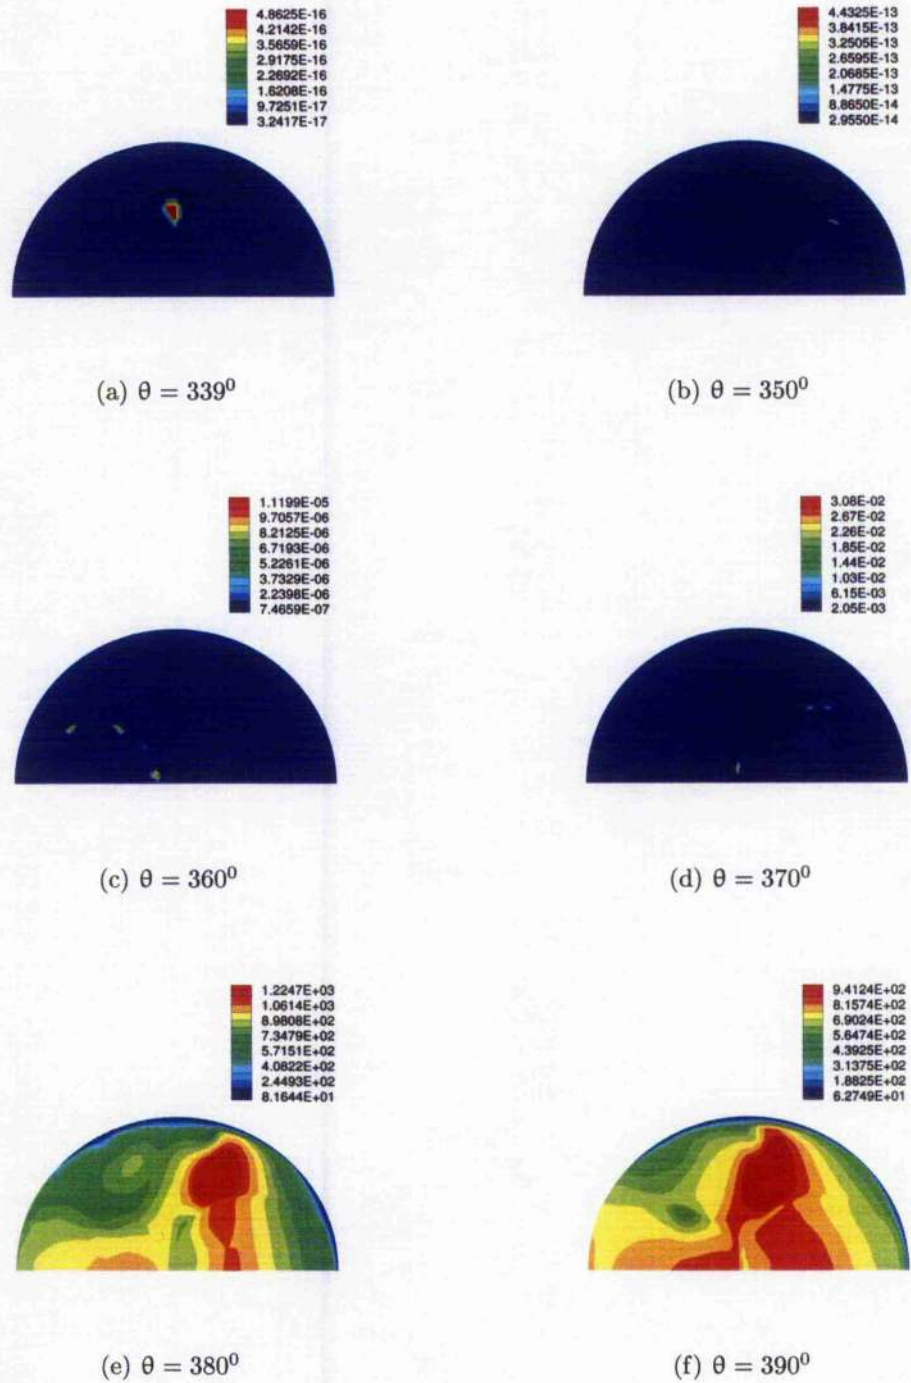 4.8625E-16
4.2142E-16
3.5659E-16
2.9175E-16
2.2692E-16
1.6208E-16
9.7251E-17
3.2417E-17
4.4325E-13
3.8415E-13
3.2505E-13
2.6595E-13
2.0685E-13
1.4775E-13
8.8650E-14
2.9550E-14
(a) θ = 339⁰
(b) θ = 350⁰
1.1199E-05
9.7057E-06
8.2125E-06
6.7193E-06
5.2261E-06
3.7329E-06
2.2398E-06
7.4659E-07
3.08E-02
2.67E-02
2.26E-02
1.85E-02
1.44E-02
1.03E-02
6.15E-03
2.05E-03
(c) θ = 360⁰
(d) θ = 370⁰
1.2247E+03
1.0614E+03
8.9808E+02
7.3479E+02
5.7151E+02
4.0822E+02
2.4493E+02
8.1644E+01
9.4124E+02
8.1574E+02
6.9024E+02
5.6474E+02
4.3925E+02
3.1375E+02
1.8825E+02
6.2749E+01
(e) θ = 380⁰
(f) θ = 390⁰